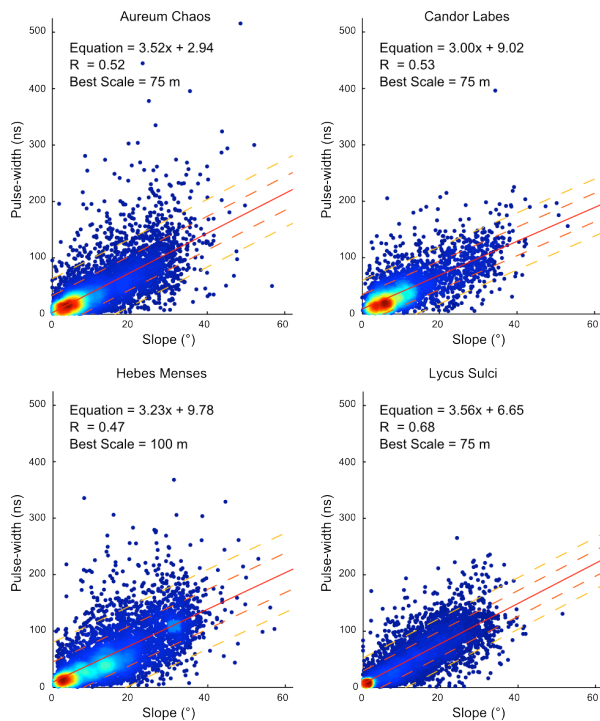 Aureum Chaos
Equation = 3.52x + 2.94
R = 0.52
Best Scale = 75 m
Pulse-width (ns)
500
400
300
200
100
0
0 20 40 60
Slope (°)
Candor Labes
Equation = 3.00x + 9.02
R = 0.53
Best Scale = 75 m
Pulse-width (ns)
500
400
300
200
100
0
0 20 40 60
Slope (°)
Hebes Menses
Equation = 3.23x + 9.78
R = 0.47
Best Scale = 100 m
Pulse-width (ns)
500
400
300
200
100
0
0 20 40 60
Slope (°)
Lycus Sulci
Equation = 3.56x + 6.65
R = 0.68
Best Scale = 75 m
Pulse-width (ns)
500
400
300
200
100
0
0 20 40 60
Slope (°)